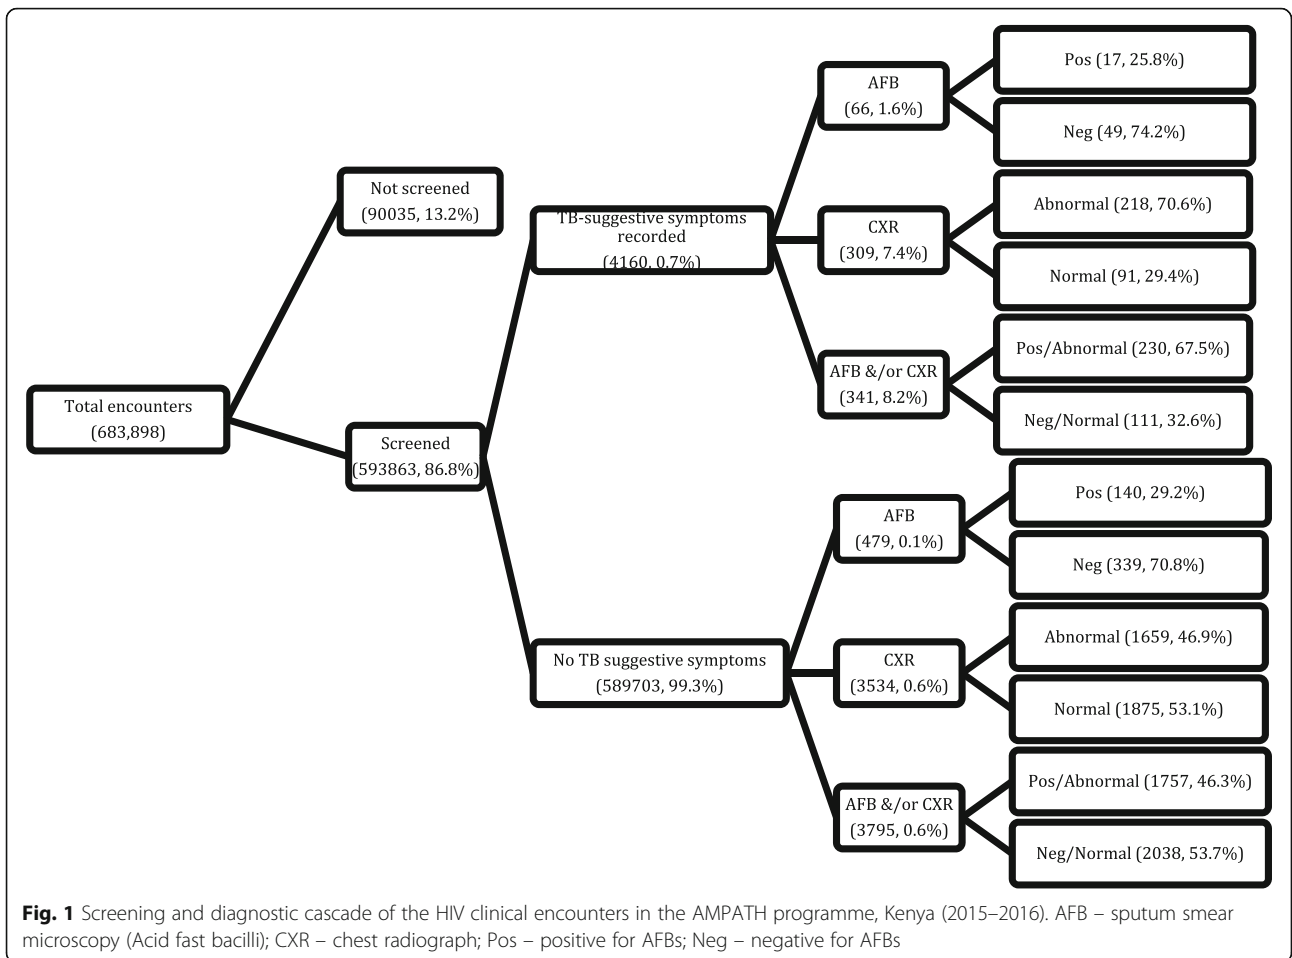 Total encounters
(683,898)
Not screened
(90035, 13.2%)
Screened
(593863, 86.8%)
TB-suggestive symptoms
recorded
(4160, 0.7%)
No TB suggestive symptoms
(589703, 99.3%)
AFB
(66, 1.6%)
CXR
(309, 7.4%)
AFB &/or CXR
(341, 8.2%)
AFB
(479, 0.1%)
CXR
(3534, 0.6%)
AFB &/or CXR
(3795, 0.6%)
Pos (17, 25.8%)
Neg (49, 74.2%)
Abnormal (218, 70.6%)
Normal (91, 29.4%)
Pos/Abnormal (230, 67.5%)
Neg/Normal (111, 32.6%)
Pos (140, 29.2%)
Neg (339, 70.8%)
Abnormal (1659, 46.9%)
Normal (1875, 53.1%)
Pos/Abnormal (1757, 46.3%)
Neg/Normal (2038, 53.7%)
Fig. 1 Screening and diagnostic cascade of the HIV clinical encounters in the AMPATH programme, Kenya (2015–2016). AFB – sputum smear
microscopy (Acid fast bacilli); CXR – chest radiograph; Pos – positive for AFBs; Neg – negative for AFBs